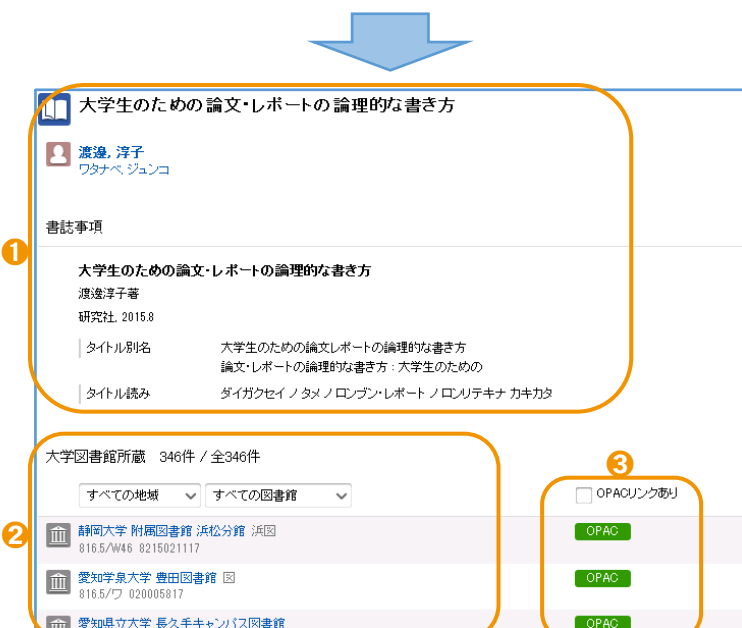 大学生のための論文・レポートの論理的な書き方
渡邊, 淳子
ワタナベ, ジュンコ
書誌事項
❶
大学生のための論文・レポートの論理的な書き方
渡邊淳子著
研究社, 2015.8
タイトル別名 大学生のための論文レポートの論理的な書き方
論文・レポートの論理的な書き方 : 大学生のための
タイトル読み ダイガクセイ ノ タメ ノ ロンブン・レポート ノ ロンリテキナ カキカタ
大学図書館所蔵 346件 / 全346件
❸
すべての地域 すべての図書館 OPACリンクあり
❷
静岡大学 附属図書館 浜松分館 浜図 OPAC
816.5/W46 8215021117
愛知学泉大学 豊田図書館 図 OPAC
816.5/ワ 020005817
愛知県立大学 長久手キャンパス図書館 OPAC